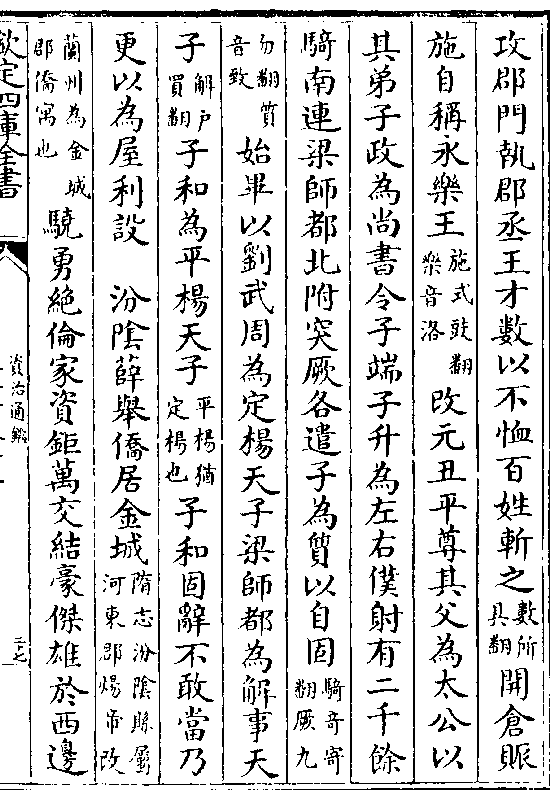 攻郡門執郡丞王才數以不恤百姓斬之數所具翻開倉賑
施自稱永樂王施式豉翻樂音洛改元丑平尊其父為太公以
其弟子政為尚書令子端子升為左右僕射有二千餘
騎南連梁師都北附突厥各遣子為質以自固騎奇寄翻厥九
勿翻質音致始畢以劉武周為定楊天子梁師都為解事天
子解户買翻子和為平楊天子平楊猶定楊也子和固辭不敢當乃
更以為屋利設 汾陰薛舉僑居金城隋志汾陰縣屬河東郡煬帝改
蘭州為金城郡僑寓也驍勇絕倫家資鉅萬交結豪傑雄於西邊
欽定四庫全書
資治通鑑